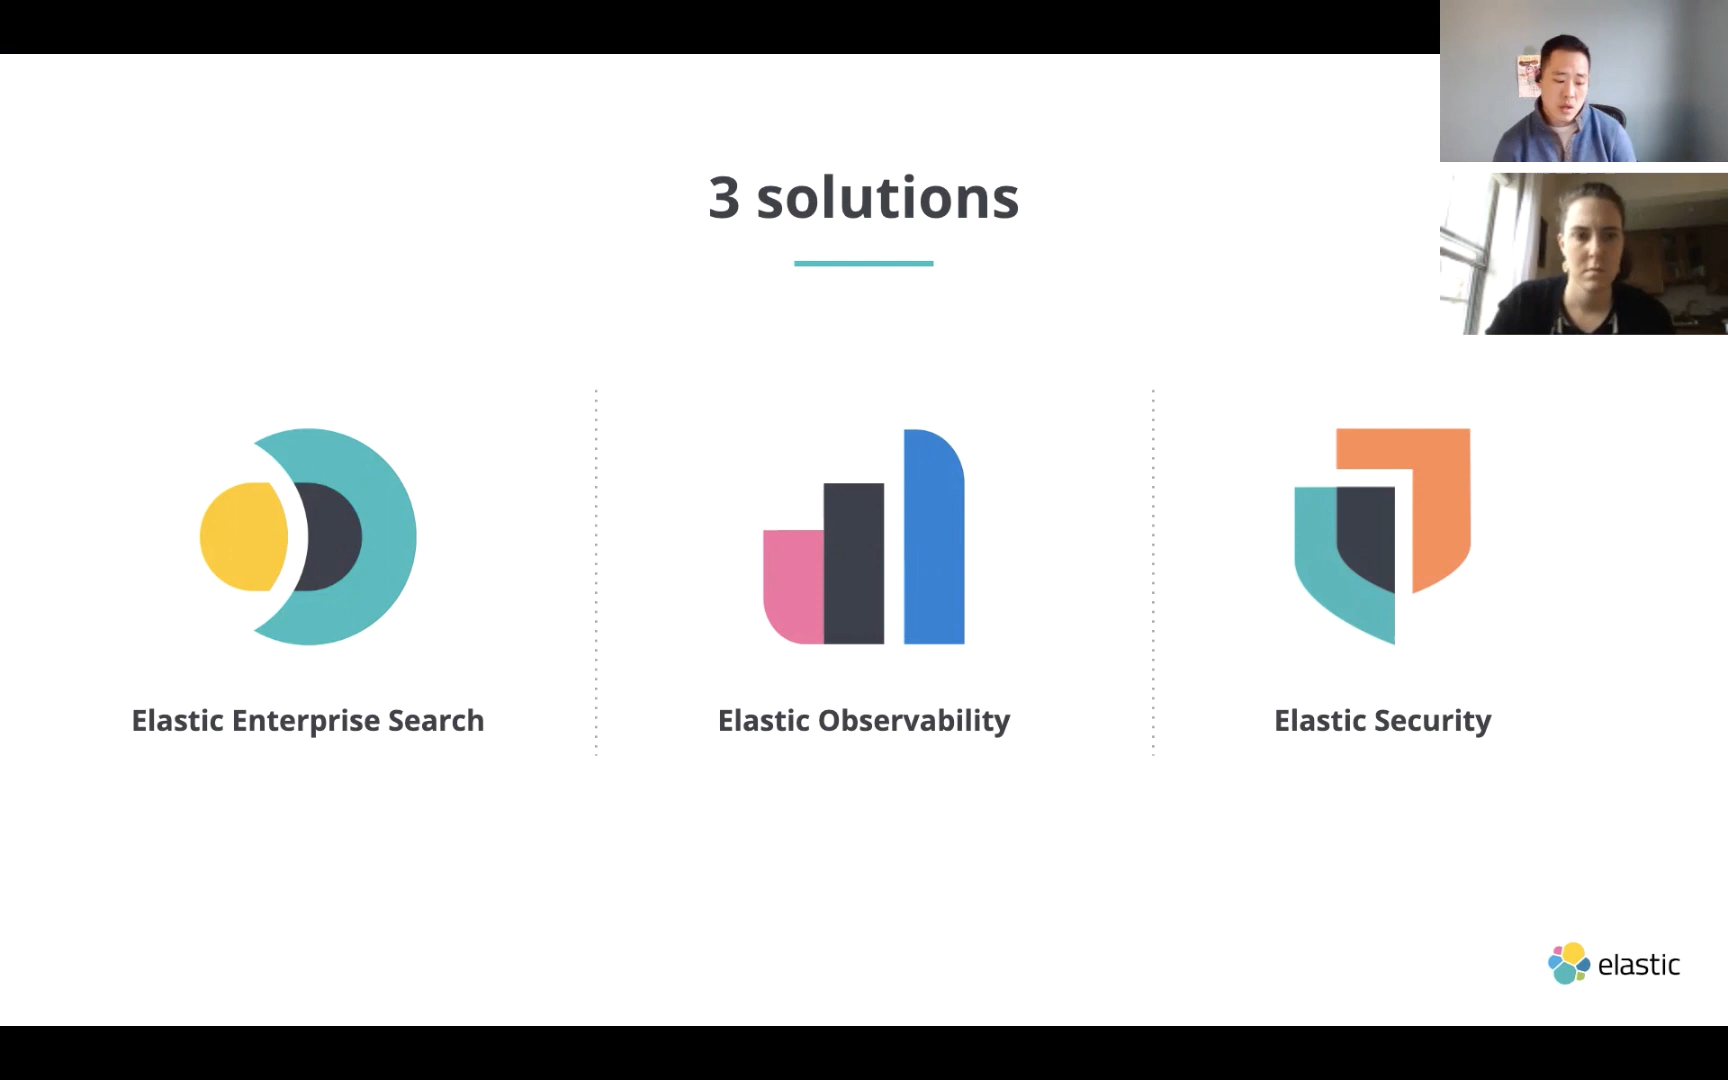 3 solutions
Elastic Enterprise Search
Elastic Observability
Elastic Security
elastic